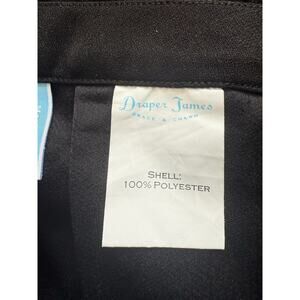 Draper James
GRACE & CHARM
SHELL:
100% POLYESTER